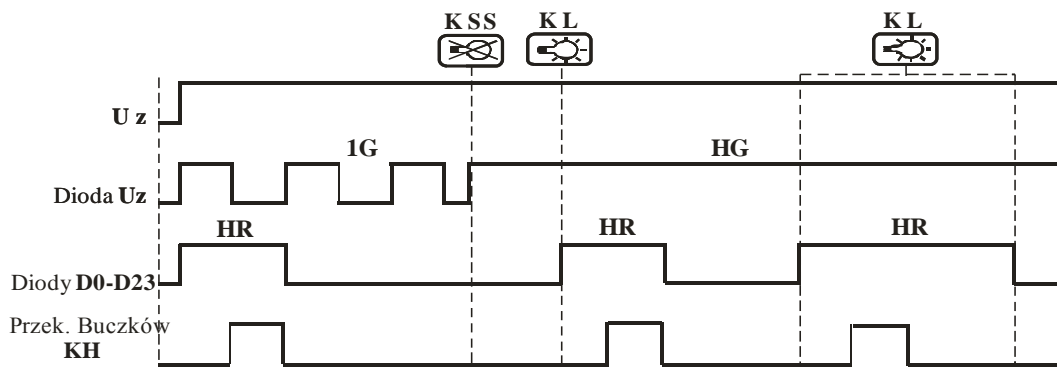 K SS K L K L
U z
1G HG
Dioda Uz
HR HR HR
Diody D0-D23
Przek. Buczków
KH